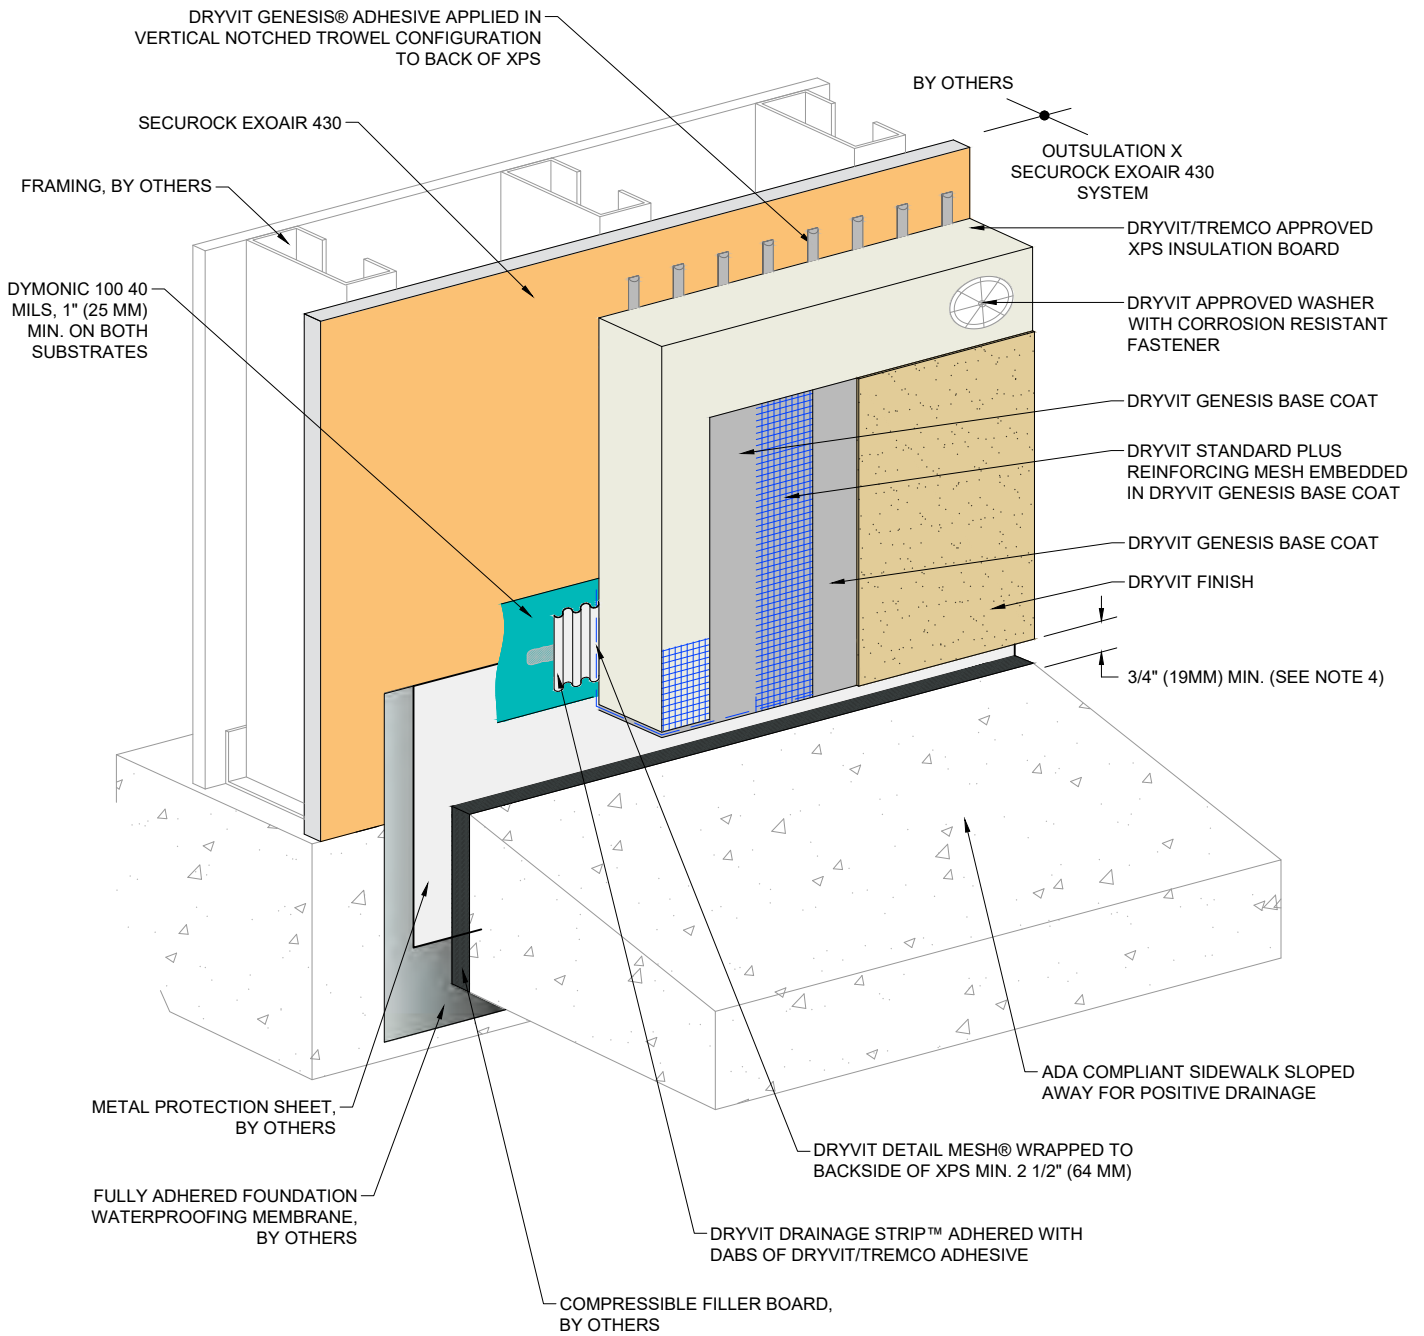 DRYVIT GENESIS® ADHESIVE APPLIED IN
VERTICAL NOTCHED TROWEL CONFIGURATION
TO BACK OF XPS
BY OTHERS
SECUROCK EXOAIR 430
OUTSULATION X
SECUROCK EXOAIR 430
SYSTEM
FRAMING, BY OTHERS
DRYVIT/TREMCO APPROVED
XPS INSULATION BOARD
DYMONIC 100 40
MILS, 1" (25 MM)
MIN. ON BOTH
SUBSTRATES
DRYVIT APPROVED WASHER
WITH CORROSION RESISTANT
FASTENER
DRYVIT GENESIS BASE COAT
DRYVIT STANDARD PLUS
REINFORCING MESH EMBEDDED
IN DRYVIT GENESIS BASE COAT
DRYVIT GENESIS BASE COAT
DRYVIT FINISH
3/4" (19MM) MIN. (SEE NOTE 4)
ADA COMPLIANT SIDEWALK SLOPED
AWAY FOR POSITIVE DRAINAGE
METAL PROTECTION SHEET,
BY OTHERS
DRYVIT DETAIL MESH® WRAPPED TO
BACKSIDE OF XPS MIN. 2 1/2" (64 MM)
FULLY ADHERED FOUNDATION
WATERPROOFING MEMBRANE,
BY OTHERS
DRYVIT DRAINAGE STRIP™ ADHERED WITH
DABS OF DRYVIT/TREMCO ADHESIVE
COMPRESSIBLE FILLER BOARD,
BY OTHERS